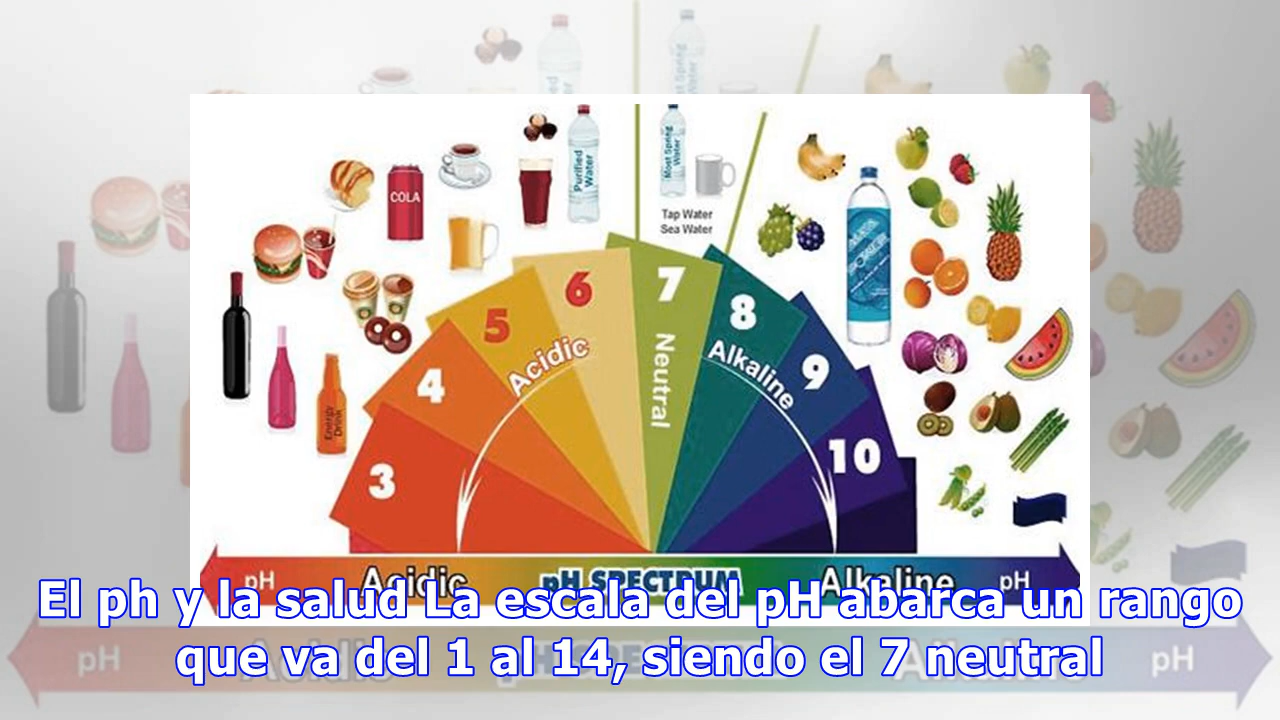 Purified
Water
Most Spring
Water
COLA
Tap Water
Sea Water
Energy
Drink
3
4
5
6
7
8
9
10
Acidic
Neutral
Alkaline
pH Acidic pH SPECTRUM Alkaline pH
El ph y la salud La escala del pH abarca un rango
que va del 1 al 14, siendo el 7 neutral
pH
pH